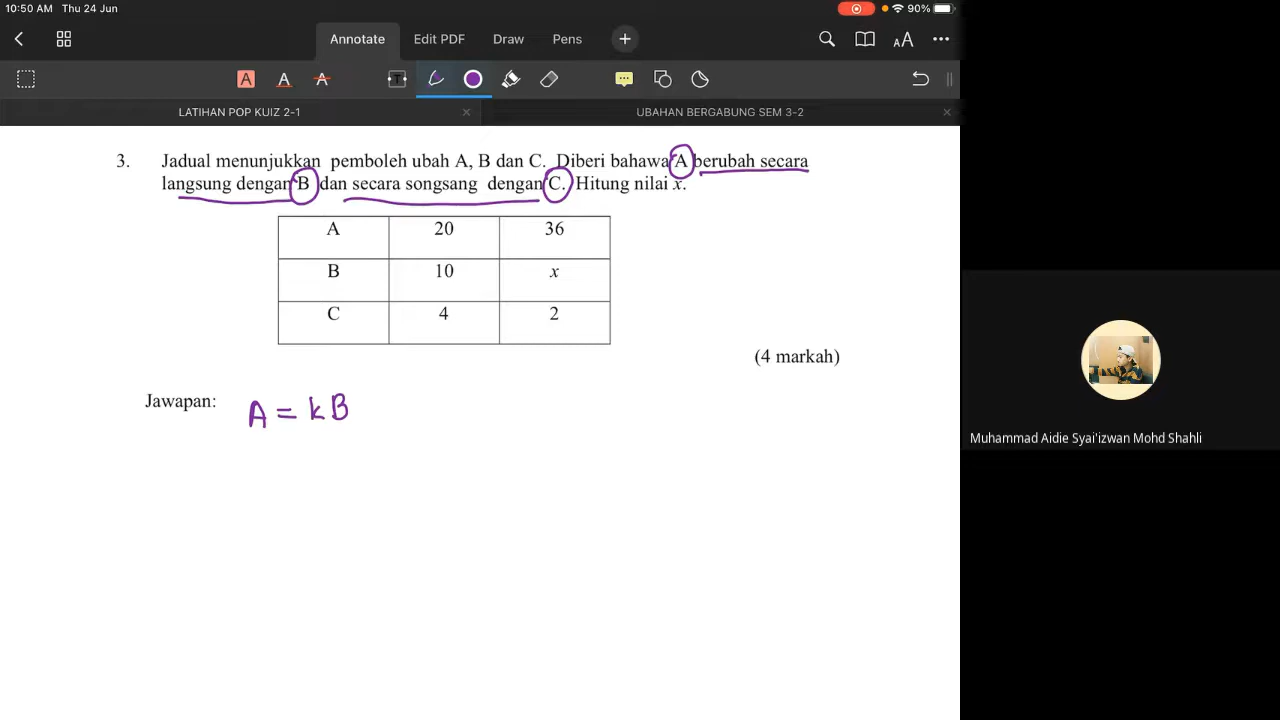 10:50 AM Thu 24 Jun
90%
Annotate Edit PDF Draw Pens
AA
A A A T
LATIHAN POP KUIZ 2-1
UBAHAN BERGABUNG SEM 3-2
3. Jadual menunjukkan pemboleh ubah A, B dan C. Diberi bahawa A berubah secara
langsung dengan B dan secara songsang dengan C. Hitung nilai x.
A 20 36
B 10 x
C 4 2
(4 markah)
Jawapan: A = kB
Muhammad Aidie Syai'izwan Mohd Shahli